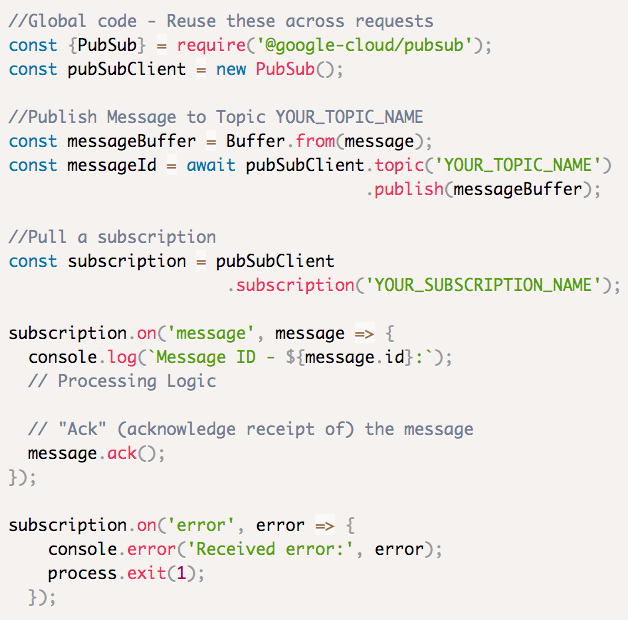 //Global code - Reuse these across requests
const {PubSub} = require('@google-cloud/pubsub');
const pubSubClient = new PubSub();

//Publish Message to Topic YOUR_TOPIC_NAME
const messageBuffer = Buffer.from(message);
const messageId = await pubSubClient.topic('YOUR_TOPIC_NAME')
                                    .publish(messageBuffer);

//Pull a subscription
const subscription = pubSubClient
                      .subscription('YOUR_SUBSCRIPTION_NAME');

subscription.on('message', message => {
  console.log(`Message ID - ${message.id}:`);
  // Processing Logic

  // "Ack" (acknowledge receipt of) the message
  message.ack();
});

subscription.on('error', error => {
    console.error('Received error:', error);
    process.exit(1);
  });